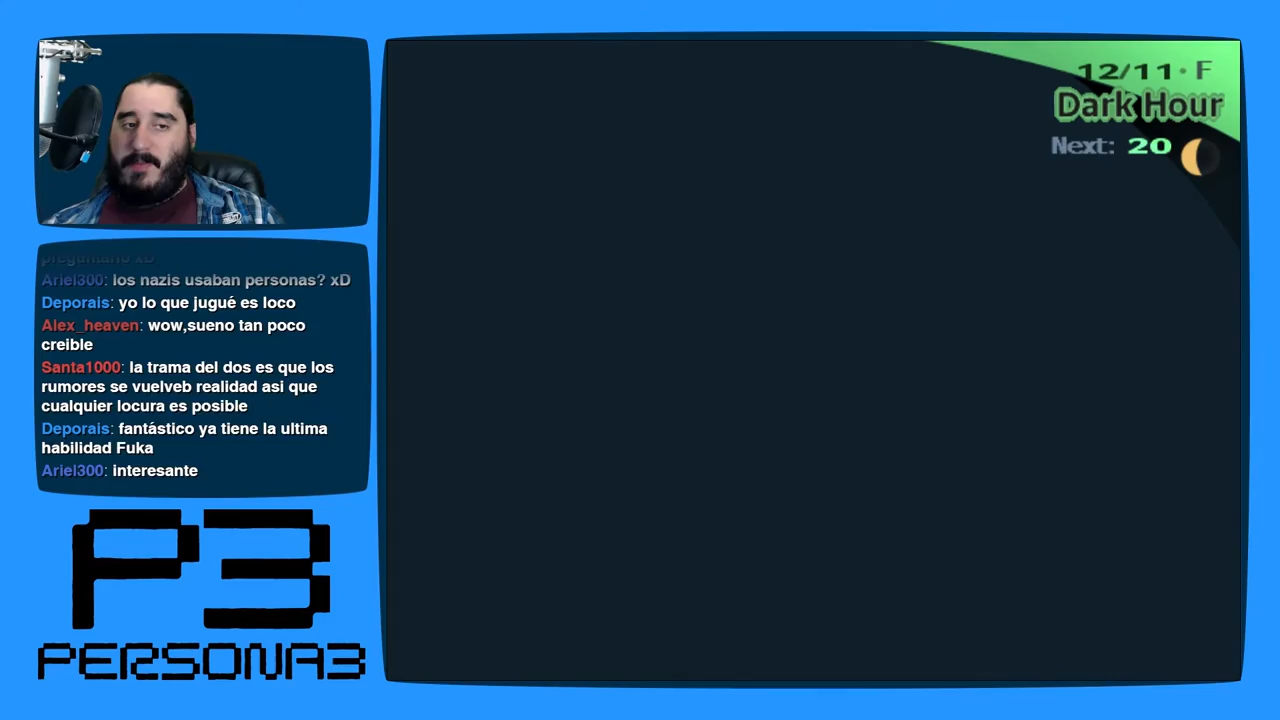 12/11・F
Dark Hour
Next: 20
preguntarlo xD
Ariel300: los nazis usaban personas? xD
Deporais: yo lo que jugué es loco
Alex_heaven: wow,sueno tan poco
creible
Santa1000: la trama del dos es que los
rumores se vuelveb realidad asi que
cualquier locura es posible
Deporais: fantástico ya tiene la ultima
habilidad Fuka
Ariel300: interesante
P3
PERSONA3